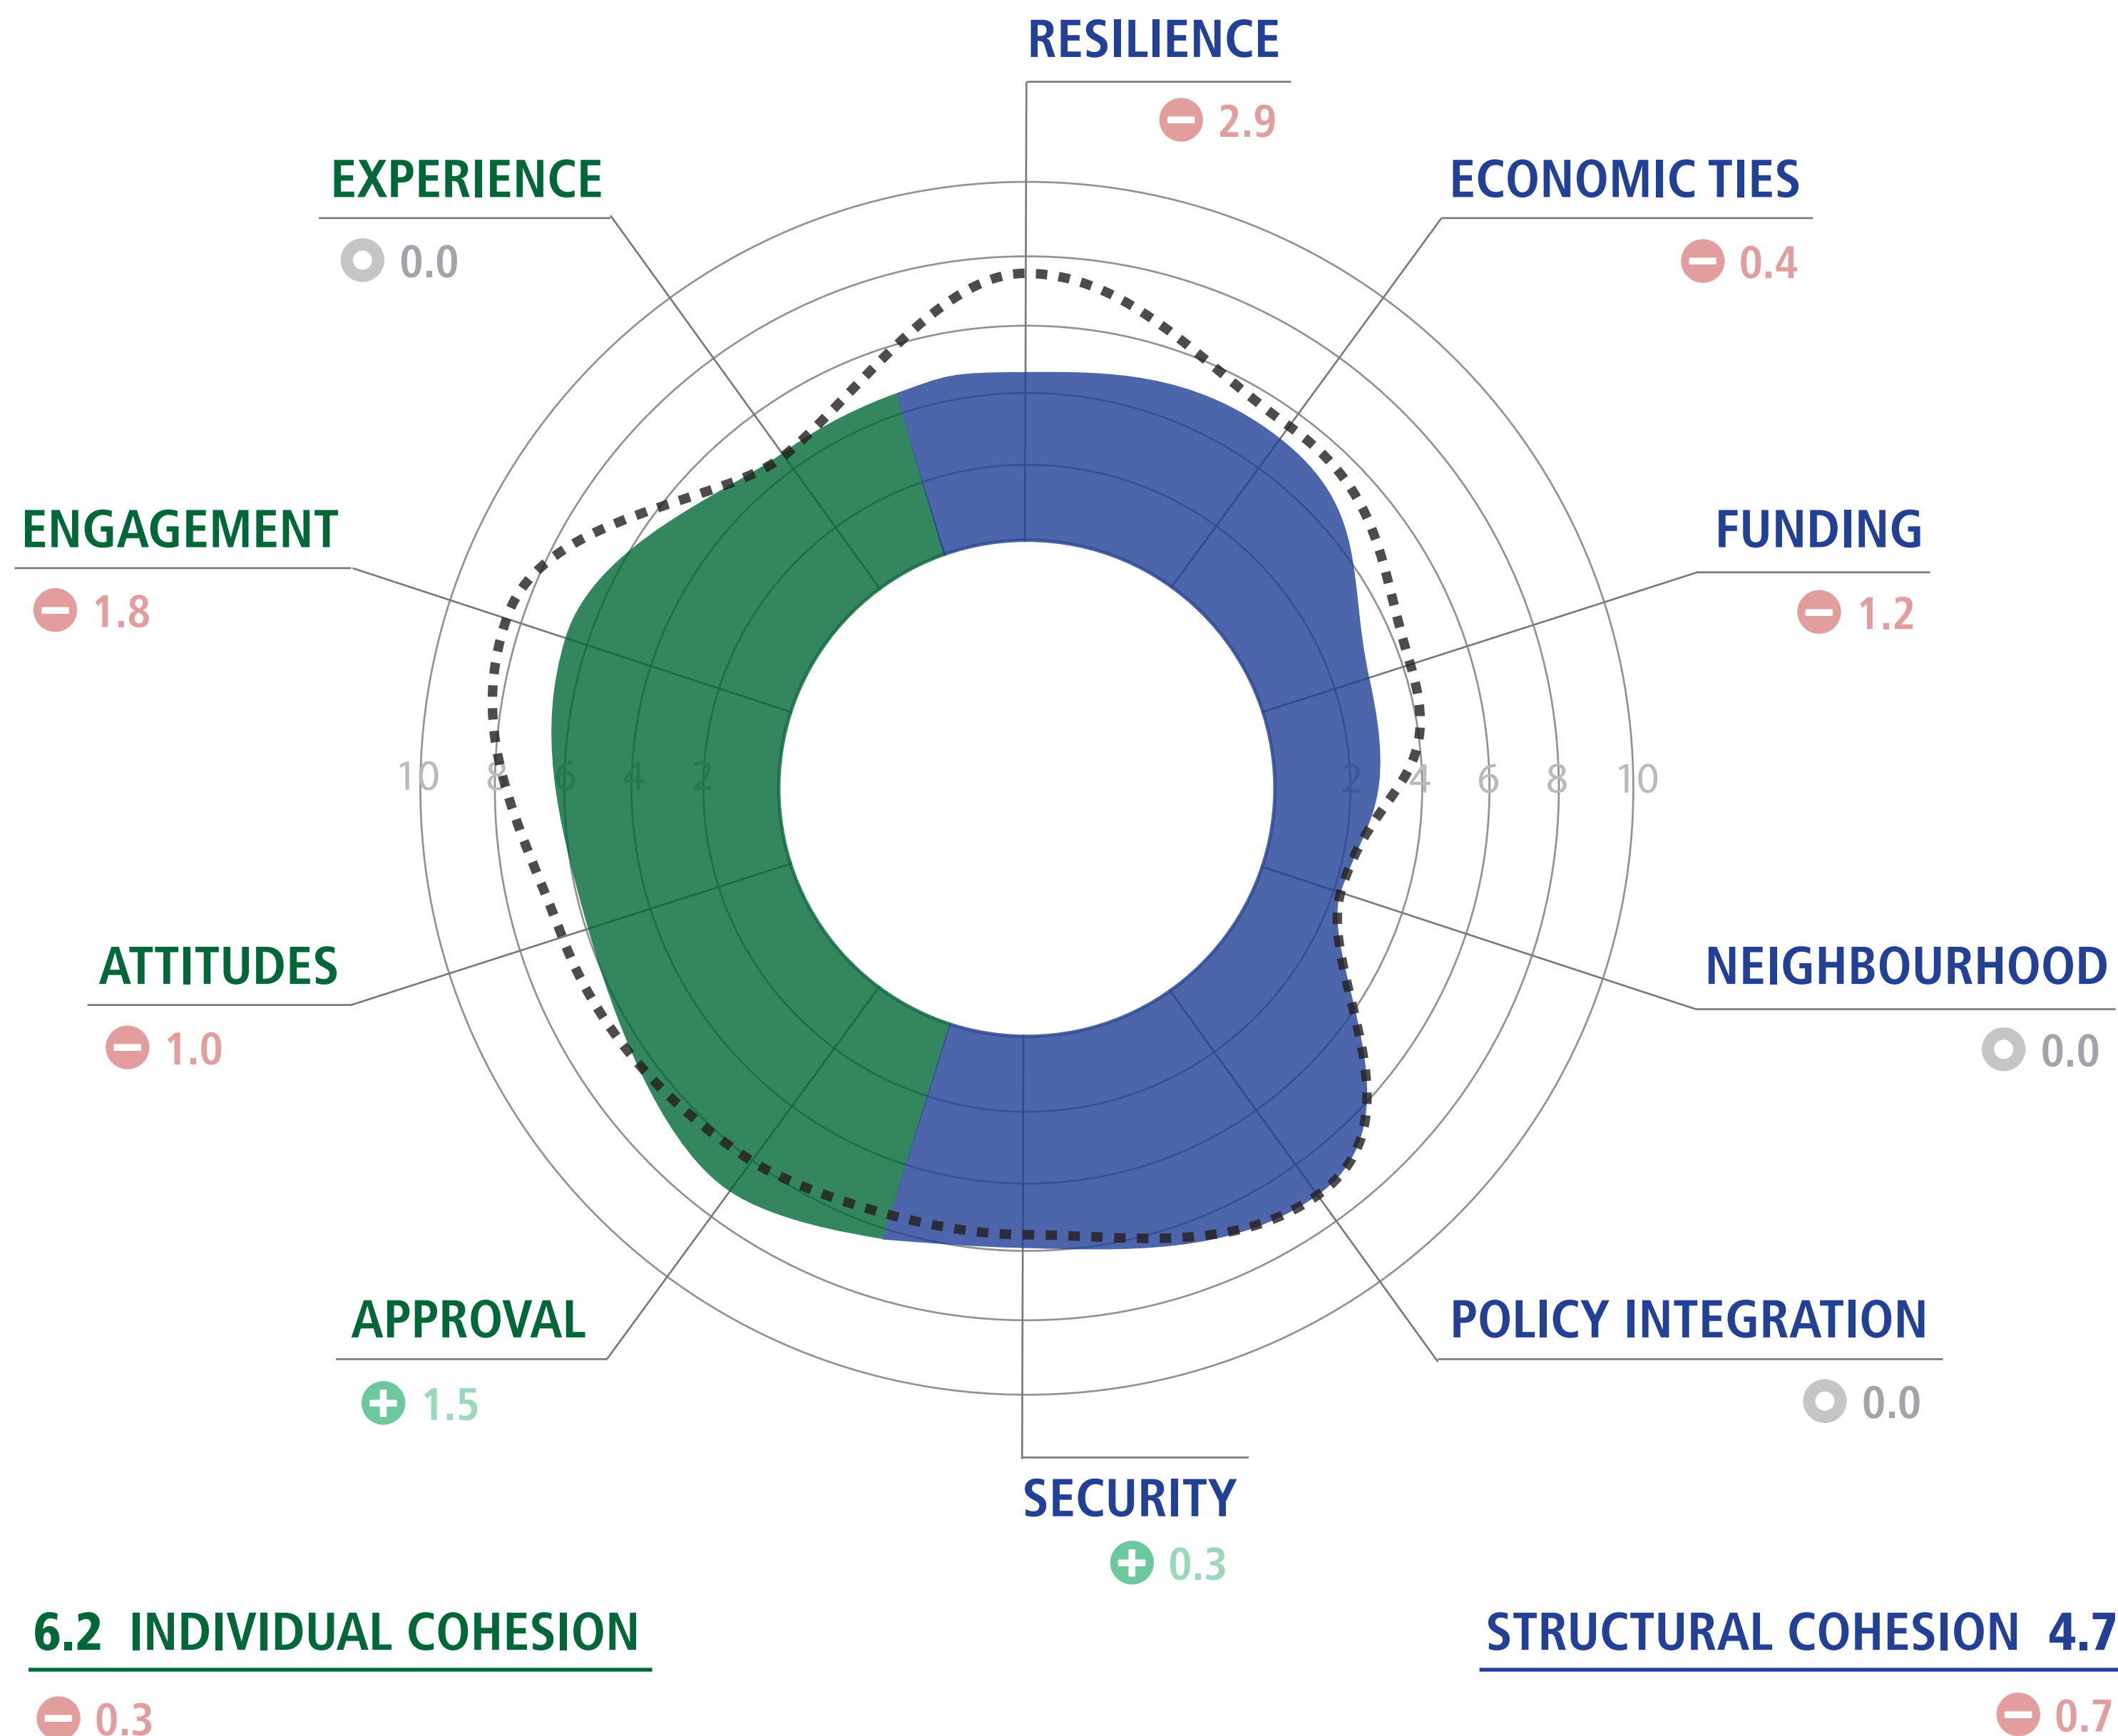 RESILIENCE
2.9
EXPERIENCE
0.0
ECONOMIC TIES
0.4
ENGAGEMENT
1.8
FUNDING
1.2
10 8 6 4 2
2 4 6 8 10
ATTITUDES
1.0
NEIGHBOURHOOD
0.0
APPROVAL
1.5
POLICY INTEGRATION
0.0
SECURITY
0.3
6.2 INDIVIDUAL COHESION
0.3
STRUCTURAL COHESION 4.7
0.7